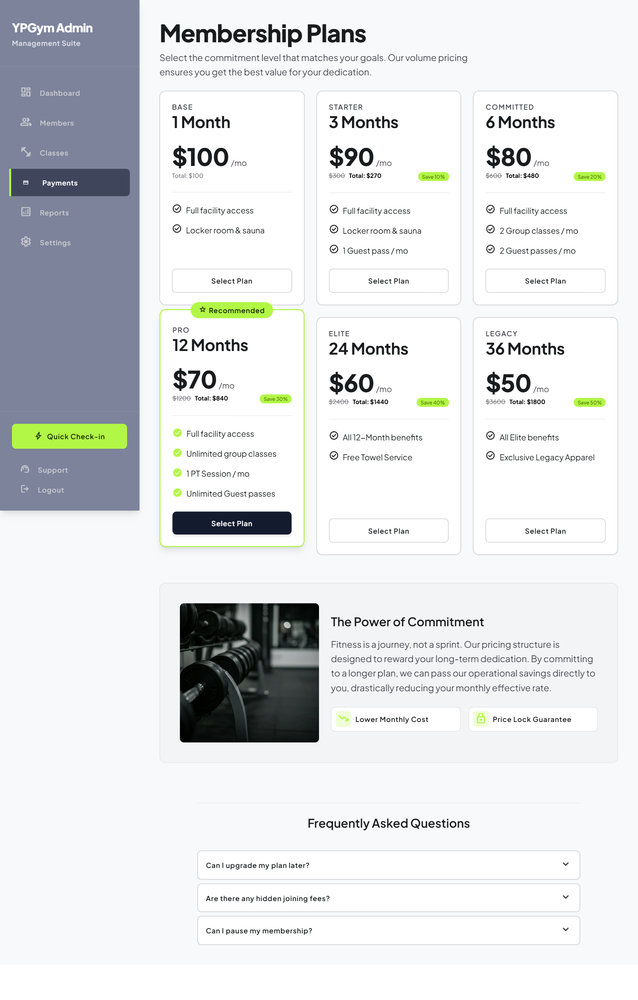 YPGym Admin
Management Suite
Dashboard
Members
Classes
Payments
Reports
Settings
Quick Check-in
Support
Logout
Membership Plans
Select the commitment level that matches your goals. Our volume pricing
ensures you get the best value for your dedication.
BASE
1 Month
$100 /mo
Total: $100
Full facility access
Locker room & sauna
Select Plan
STARTER
3 Months
$90 /mo
$300 Total: $270 Save 10%
Full facility access
Locker room & sauna
1 Guest pass / mo
Select Plan
COMMITTED
6 Months
$80 /mo
$600 Total: $480 Save 20%
Full facility access
2 Group classes / mo
2 Guest passes / mo
Select Plan
Recommended
PRO
12 Months
$70 /mo
$1200 Total: $840 Save 30%
Full facility access
Unlimited group classes
1 PT Session / mo
Unlimited Guest passes
Select Plan
ELITE
24 Months
$60 /mo
$2400 Total: $1440 Save 40%
All 12-Month benefits
Free Towel Service
Select Plan
LEGACY
36 Months
$50 /mo
$3600 Total: $1800 Save 50%
All Elite benefits
Exclusive Legacy Apparel
Select Plan
The Power of Commitment
Fitness is a journey, not a sprint. Our pricing structure is
designed to reward your long-term dedication. By committing
to a longer plan, we can pass our operational savings directly to
you, drastically reducing your monthly effective rate.
Lower Monthly Cost
Price Lock Guarantee
Frequently Asked Questions
Can I upgrade my plan later?
Are there any hidden joining fees?
Can I pause my membership?